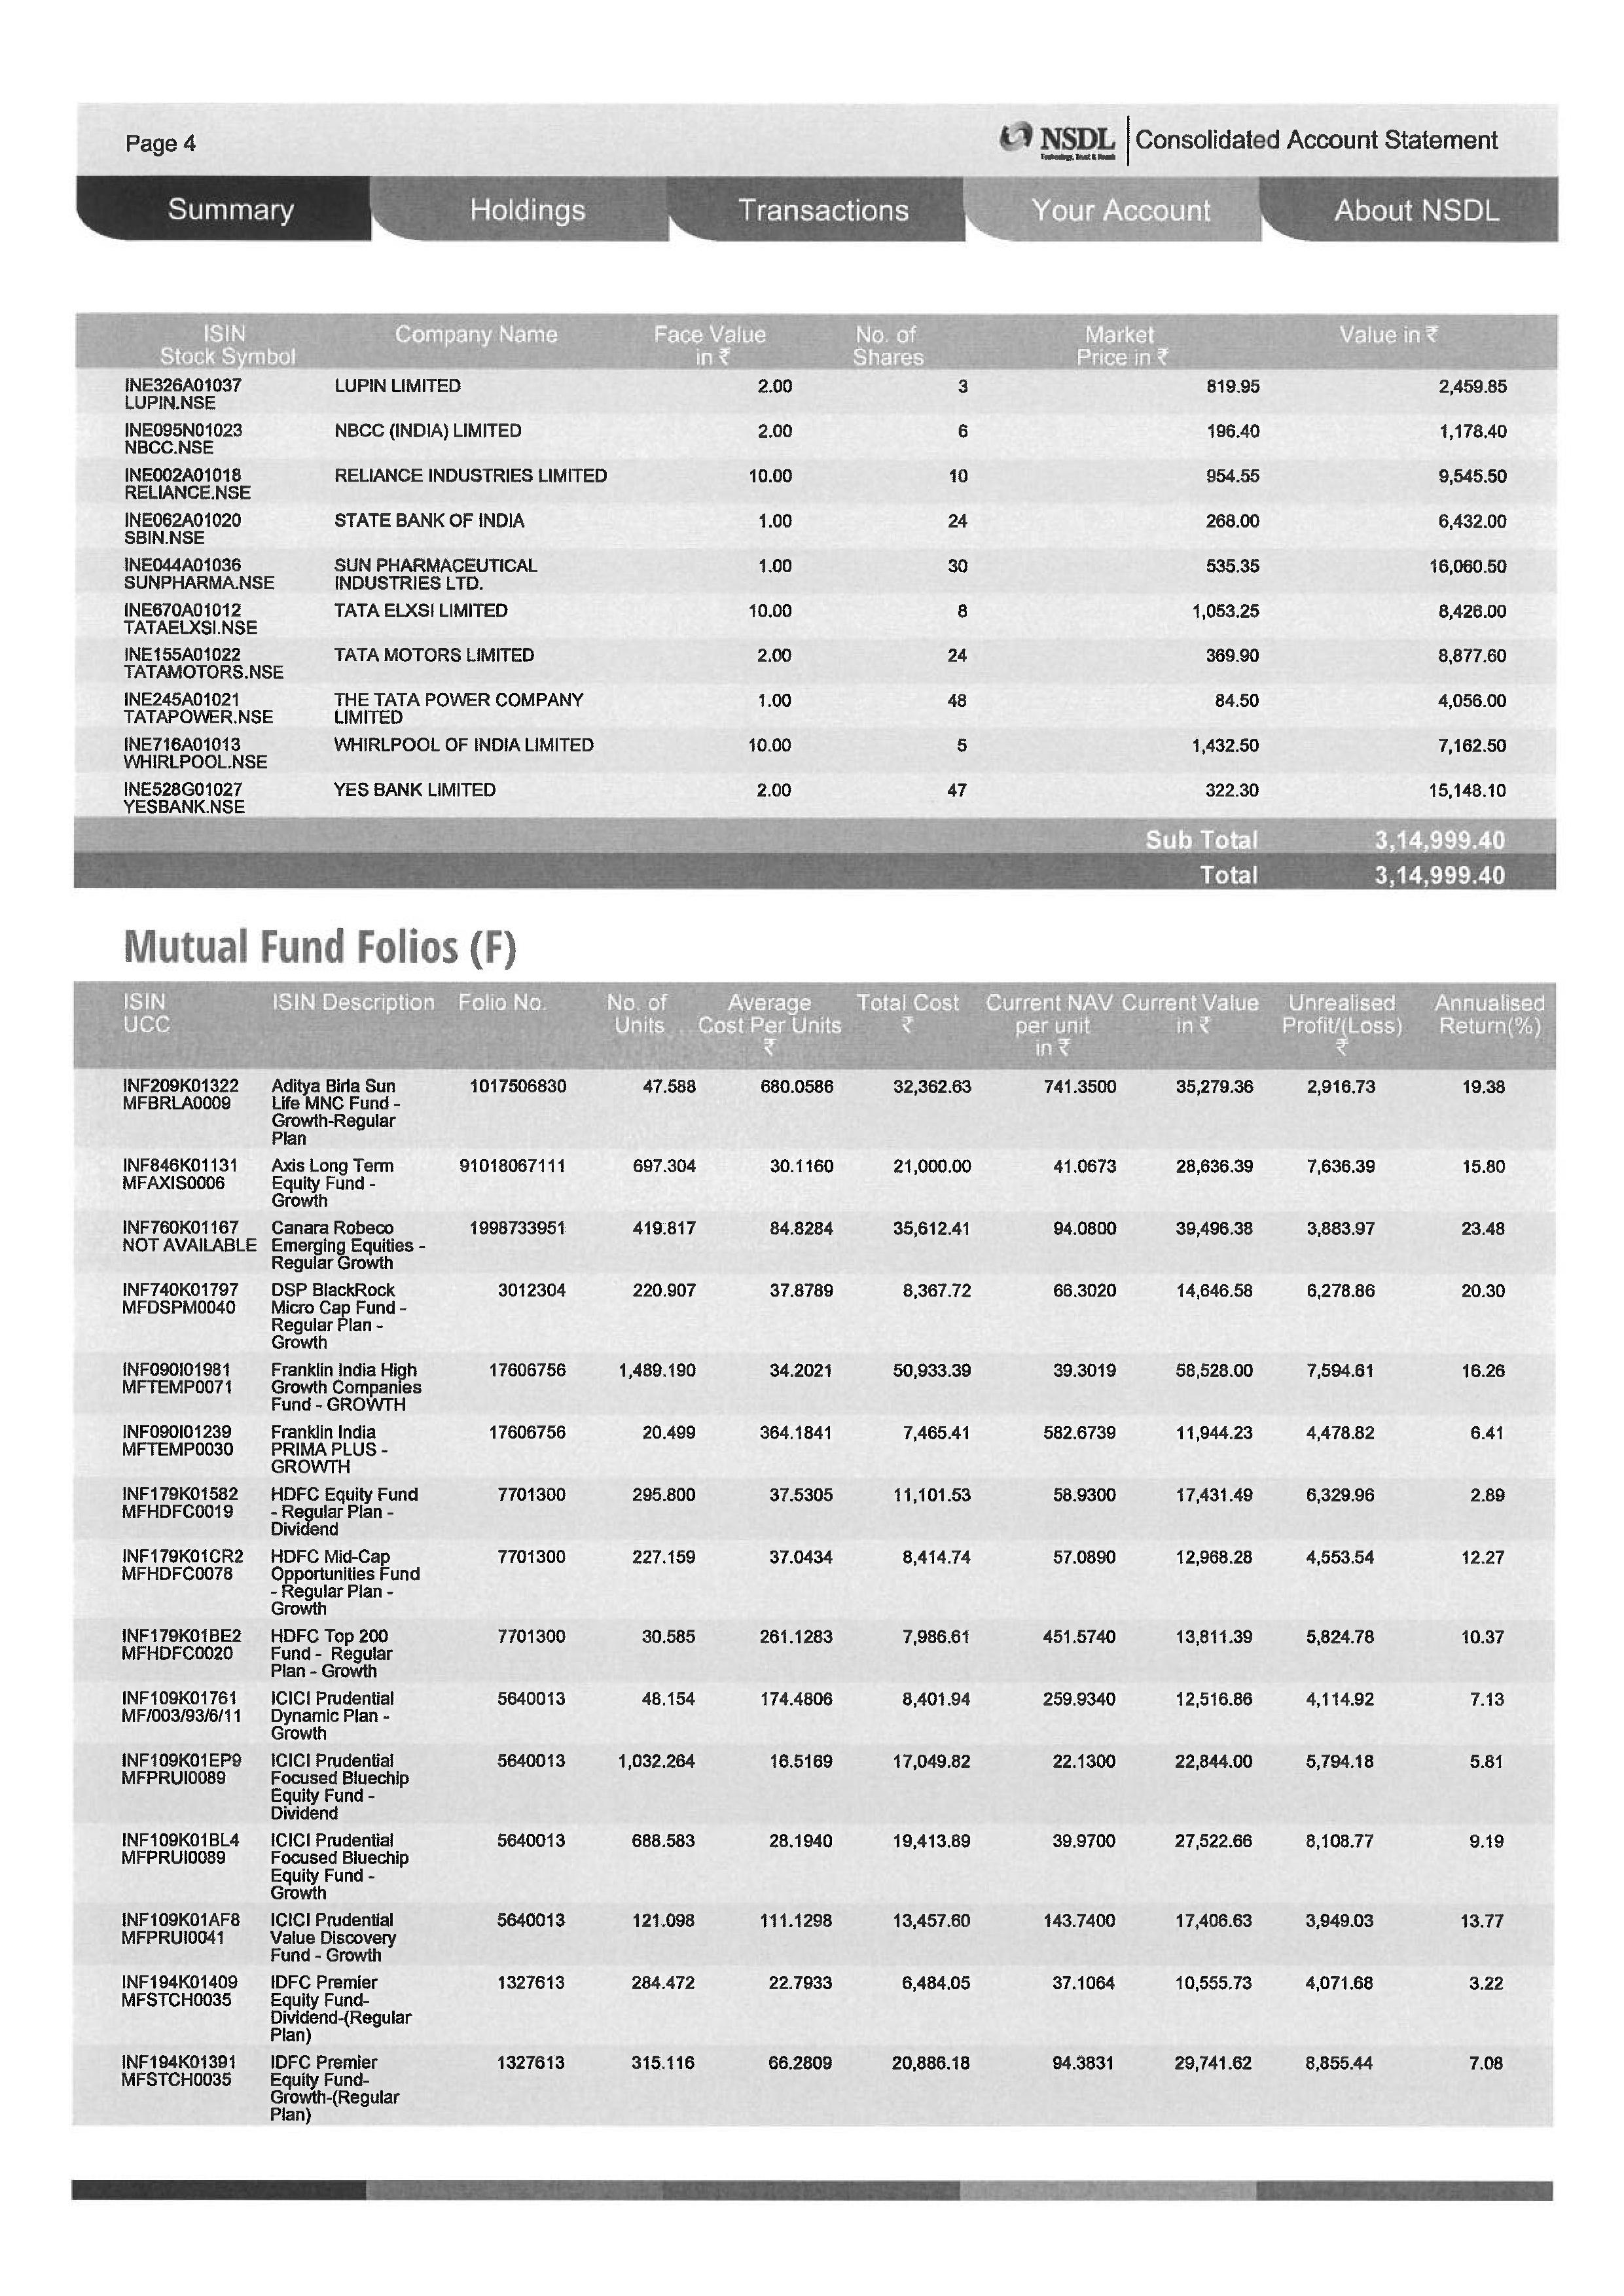 Page 4
NSDL
Technology, Trust & Reach
Consolidated Account Statement
Summary Holdings Transactions Your Account About NSDL
ISIN Company Name Face Value No. of Market Value in ₹
Stock Symbol in ₹ Shares Price in ₹
INE326A01037 LUPIN LIMITED 2.00 3 819.95 2,459.85
LUPIN.NSE
INE095N01023 NBCC (INDIA) LIMITED 2.00 6 196.40 1,178.40
NBCC.NSE
INE002A01018 RELIANCE INDUSTRIES LIMITED 10.00 10 954.55 9,545.50
RELIANCE.NSE
INE062A01020 STATE BANK OF INDIA 1.00 24 268.00 6,432.00
SBIN.NSE
INE044A01036 SUN PHARMACEUTICAL 1.00 30 535.35 16,060.50
SUNPHARMA.NSE INDUSTRIES LTD.
INE670A01012 TATA ELXSI LIMITED 10.00 8 1,053.25 8,426.00
TATAELXSI.NSE
INE155A01022 TATA MOTORS LIMITED 2.00 24 369.90 8,877.60
TATAMOTORS.NSE
INE245A01021 THE TATA POWER COMPANY 1.00 48 84.50 4,056.00
TATAPOWER.NSE LIMITED
INE716A01013 WHIRLPOOL OF INDIA LIMITED 10.00 5 1,432.50 7,162.50
WHIRLPOOL.NSE
INE528G01027 YES BANK LIMITED 2.00 47 322.30 15,148.10
YESBANK.NSE
Sub Total 3,14,999.40
Total 3,14,999.40
Mutual Fund Folios (F)
ISIN ISIN Description Folio No. No. of Average Total Cost Current NAV Current Value Unrealised Annualised
UCC Units Cost Per Units ₹ per unit in ₹ Profit/(Loss) Return(%)
₹ in ₹ ₹
INF209K01322 Aditya Birla Sun 1017506830 47.588 680.0586 32,362.63 741.3500 35,279.36 2,916.73 19.38
MFBRLA0009 Life MNC Fund -
Growth-Regular
Plan
INF846K01131 Axis Long Term 91018067111 697.304 30.1160 21,000.00 41.0673 28,636.39 7,636.39 15.80
MFAXIS0006 Equity Fund -
Growth
INF760K01167 Canara Robeco 1998733951 419.817 84.8284 35,612.41 94.0800 39,496.38 3,883.97 23.48
NOT AVAILABLE Emerging Equities -
Regular Growth
INF740K01797 DSP BlackRock 3012304 220.907 37.8789 8,367.72 66.3020 14,646.58 6,278.86 20.30
MFDSPM0040 Micro Cap Fund -
Regular Plan -
Growth
INF090I01981 Franklin India High 17606756 1,489.190 34.2021 50,933.39 39.3019 58,528.00 7,594.61 16.26
MFTEMP0071 Growth Companies
Fund - GROWTH
INF090I01239 Franklin India 17606756 20.499 364.1841 7,465.41 582.6739 11,944.23 4,478.82 6.41
MFTEMP0030 PRIMA PLUS -
GROWTH
INF179K01582 HDFC Equity Fund 7701300 295.800 37.5305 11,101.53 58.9300 17,431.49 6,329.96 2.89
MFHDFC0019 - Regular Plan -
Dividend
INF179K01CR2 HDFC Mid-Cap 7701300 227.159 37.0434 8,414.74 57.0890 12,968.28 4,553.54 12.27
MFHDFC0078 Opportunities Fund
- Regular Plan -
Growth
INF179K01BE2 HDFC Top 200 7701300 30.585 261.1283 7,986.61 451.5740 13,811.39 5,824.78 10.37
MFHDFC0020 Fund - Regular
Plan - Growth
INF109K01761 ICICI Prudential 5640013 48.154 174.4806 8,401.94 259.9340 12,516.86 4,114.92 7.13
MF/003/93/6/11 Dynamic Plan -
Growth
INF109K01EP9 ICICI Prudential 5640013 1,032.264 16.5169 17,049.82 22.1300 22,844.00 5,794.18 5.81
MFPRUI0089 Focused Bluechip
Equity Fund -
Dividend
INF109K01BL4 ICICI Prudential 5640013 688.583 28.1940 19,413.89 39.9700 27,522.66 8,108.77 9.19
MFPRUI0089 Focused Bluechip
Equity Fund -
Growth
INF109K01AF8 ICICI Prudential 5640013 121.098 111.1298 13,457.60 143.7400 17,406.63 3,949.03 13.77
MFPRUI0041 Value Discovery
Fund - Growth
INF194K01409 IDFC Premier 1327613 284.472 22.7933 6,484.05 37.1064 10,555.73 4,071.68 3.22
MFSTCH0035 Equity Fund-
Dividend-(Regular
Plan)
INF194K01391 IDFC Premier 1327613 315.116 66.2809 20,886.18 94.3831 29,741.62 8,855.44 7.08
MFSTCH0035 Equity Fund-
Growth-(Regular
Plan)